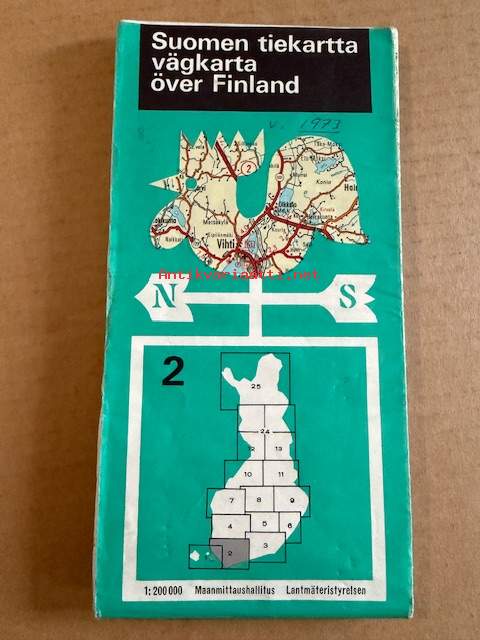 Suomen tiekartta
vägkarta
över Finland
v. 1973
2
Vihti
Antikvariaatti.net
N S
2
25
24
12 13
10 11
7 8 9
4 5 6
2 3
1:200 000 Maanmittaushallitus Lantmäteristyrelsen